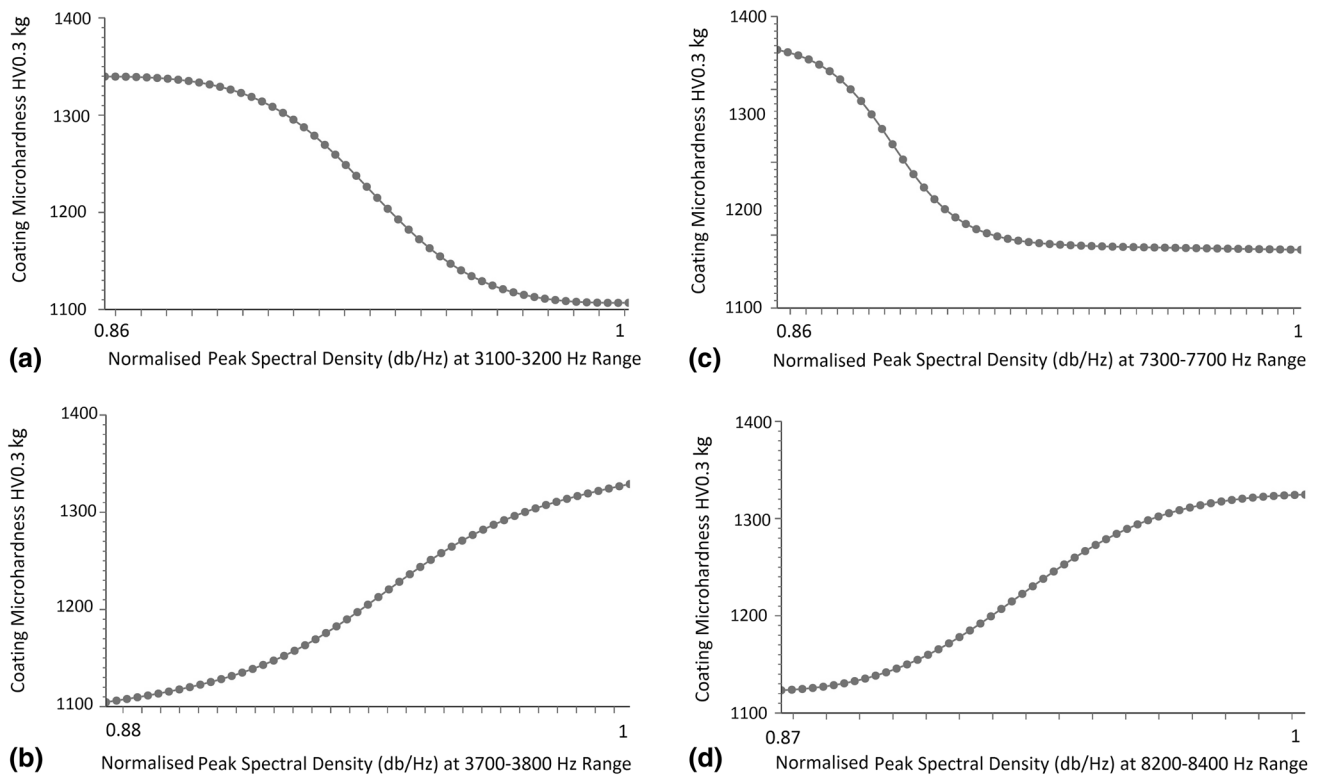 1400
1300
1200
1100
Coating Microhardness HV0.3 kg
0.86
1
(a)
Normalised Peak Spectral Density (db/Hz) at 3100-3200 Hz Range
1400
1300
1200
1100
Coating Microhardness HV0.3 kg
0.86
1
(c)
Normalised Peak Spectral Density (db/Hz) at 7300-7700 Hz Range
1400
1300
1200
1100
Coating Microhardness HV0.3 kg
0.88
1
(b)
Normalised Peak Spectral Density (db/Hz) at 3700-3800 Hz Range
1400
1300
1200
1100
Coating Microhardness HV0.3 kg
0.87
1
(d)
Normalised Peak Spectral Density (db/Hz) at 8200-8400 Hz Range